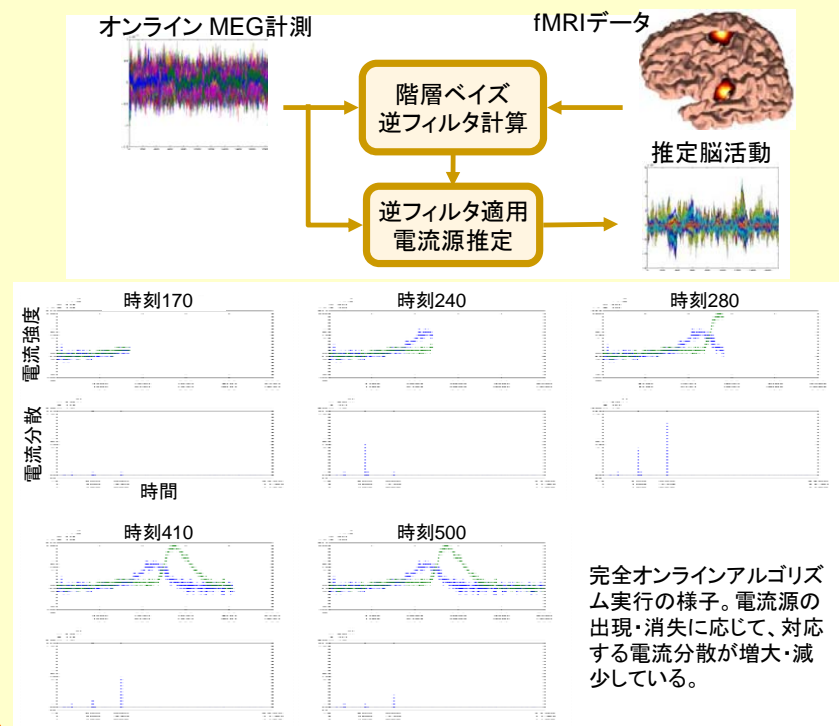 オンライン MEG計測
fMRIデータ
階層ベイズ
逆フィルタ計算
推定脳活動
逆フィルタ適用
電流源推定
時刻170
時刻240
時刻280
電流強度
電流分散
時間
時刻410
時刻500
完全オンラインアルゴリズ
ム実行の様子。電流源の
出現・消失に応じて、対応
する電流分散が増大・減
少している。